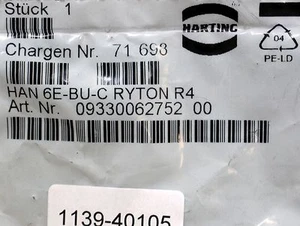 Stück 1
HARTING
04
PE-LD
Chargen Nr. 71 693
HAN 6E-BU-C RYTON R4
Art. Nr. 09330062752 00
1139-40105